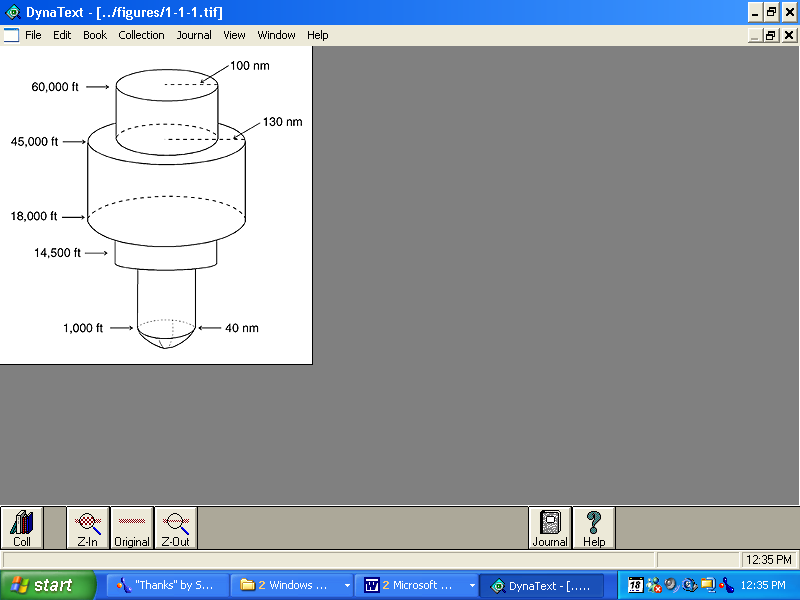 DynaText - [../figures/1-1-1.tif]
File Edit Book Collection Journal View Window Help
100 nm
60,000 ft
130 nm
45,000 ft
18,000 ft
14,500 ft
1,000 ft
40 nm
Coll Z-In Original Z-Out Journal Help
12:35 PM
start "Thanks" by S... 2 Windows ... 2 Microsoft ... DynaText - [..... 18 12:35 PM